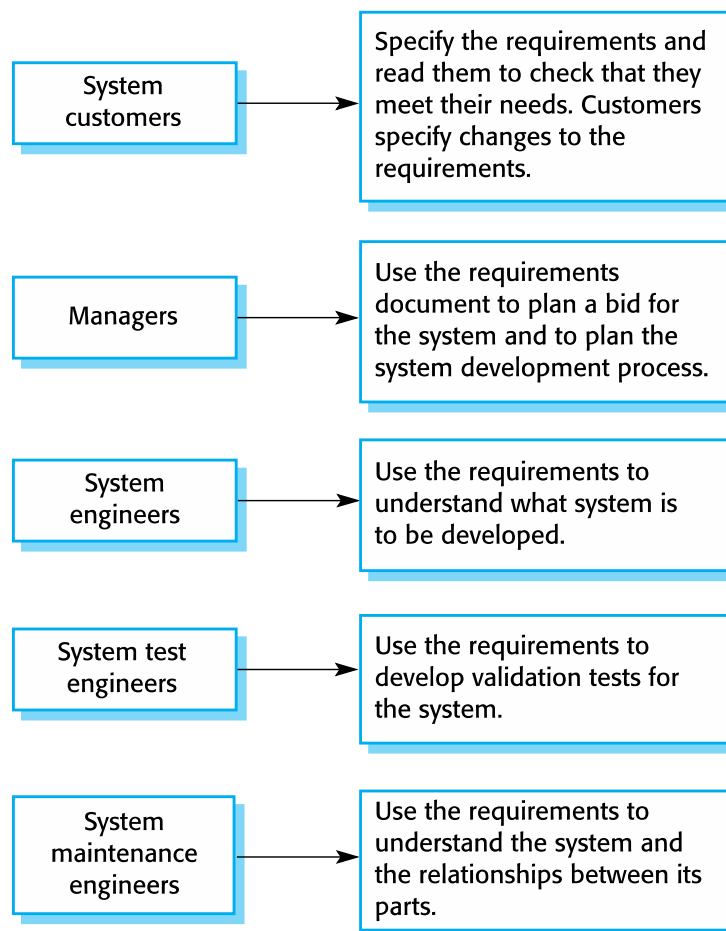 System
customers
Specify the requirements and
read them to check that they
meet their needs. Customers
specify changes to the
requirements.
Managers
Use the requirements
document to plan a bid for
the system and to plan the
system development process.
System
engineers
Use the requirements to
understand what system is
to be developed.
System test
engineers
Use the requirements to
develop validation tests for
the system.
System
maintenance
engineers
Use the requirements to
understand the system and
the relationships between its
parts.